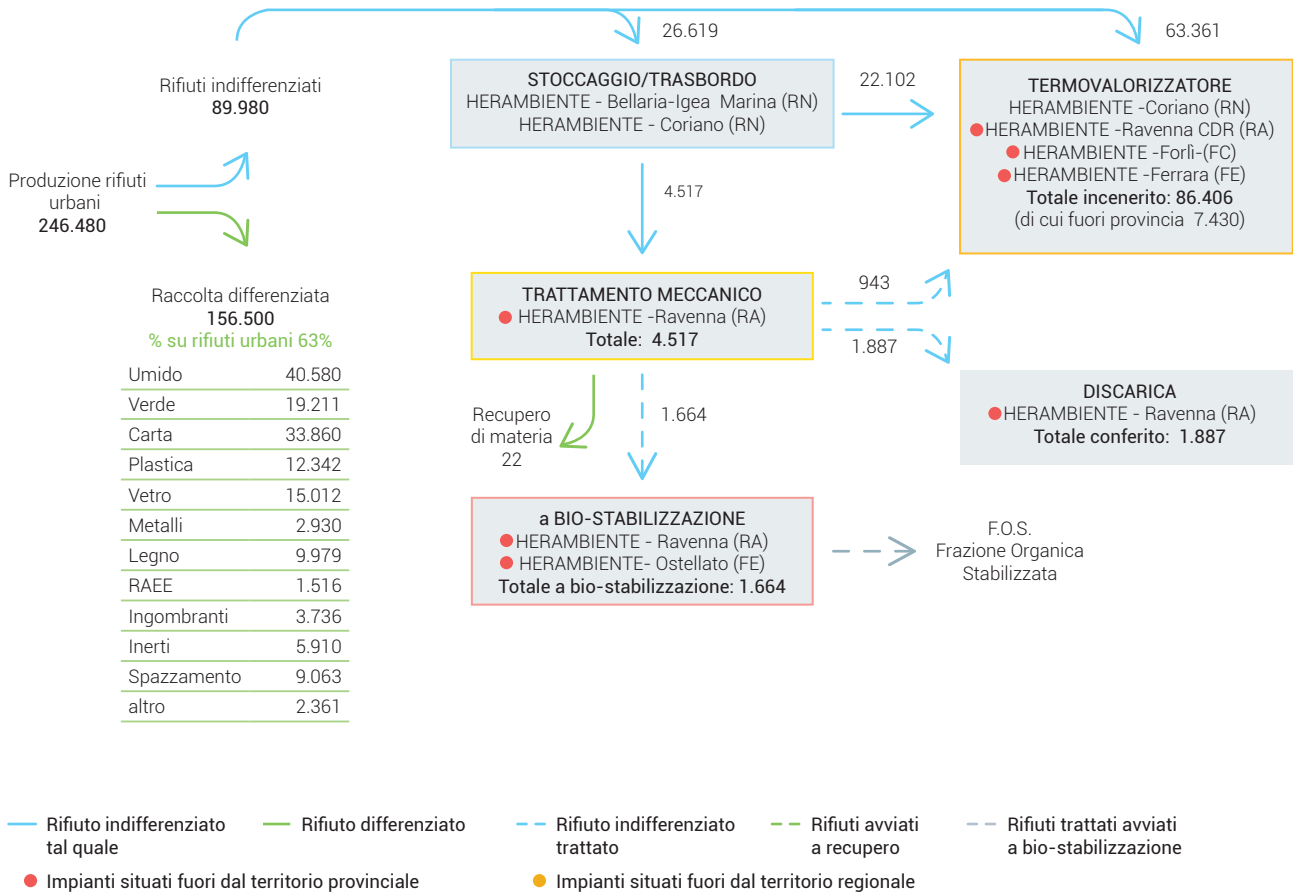 26.619
63.361
Rifiuti indifferenziati
89.980
Produzione rifiuti
urbani
246.480
STOCCAGGIO/TRASBORDO
HERAMBIENTE - Bellaria-Igea Marina (RN)
HERAMBIENTE - Coriano (RN)
22.102
TERMOVALORIZZATORE
HERAMBIENTE -Coriano (RN)
HERAMBIENTE -Ravenna CDR (RA)
HERAMBIENTE -Forlì-(FC)
HERAMBIENTE -Ferrara (FE)
Totale incenerito: 86.406
(di cui fuori provincia 7.430)
4.517
Raccolta differenziata
156.500
% su rifiuti urbani 63%
Umido 40.580
Verde 19.211
Carta 33.860
Plastica 12.342
Vetro 15.012
Metalli 2.930
Legno 9.979
RAEE 1.516
Ingombranti 3.736
Inerti 5.910
Spazzamento 9.063
altro 2.361
TRATTAMENTO MECCANICO
HERAMBIENTE -Ravenna (RA)
Totale: 4.517
943
1.887
DISCARICA
HERAMBIENTE - Ravenna (RA)
Totale conferito: 1.887
Recupero
di materia
22
1.664
a BIO-STABILIZZAZIONE
HERAMBIENTE - Ravenna (RA)
HERAMBIENTE- Ostellato (FE)
Totale a bio-stabilizzazione: 1.664
F.O.S.
Frazione Organica
Stabilizzata
Rifiuto indifferenziato
tal quale
Rifiuto differenziato
Rifiuto indifferenziato
trattato
Rifiuti avviati
a recupero
Rifiuti trattati avviati
a bio-stabilizzazione
Impianti situati fuori dal territorio provinciale
Impianti situati fuori dal territorio regionale